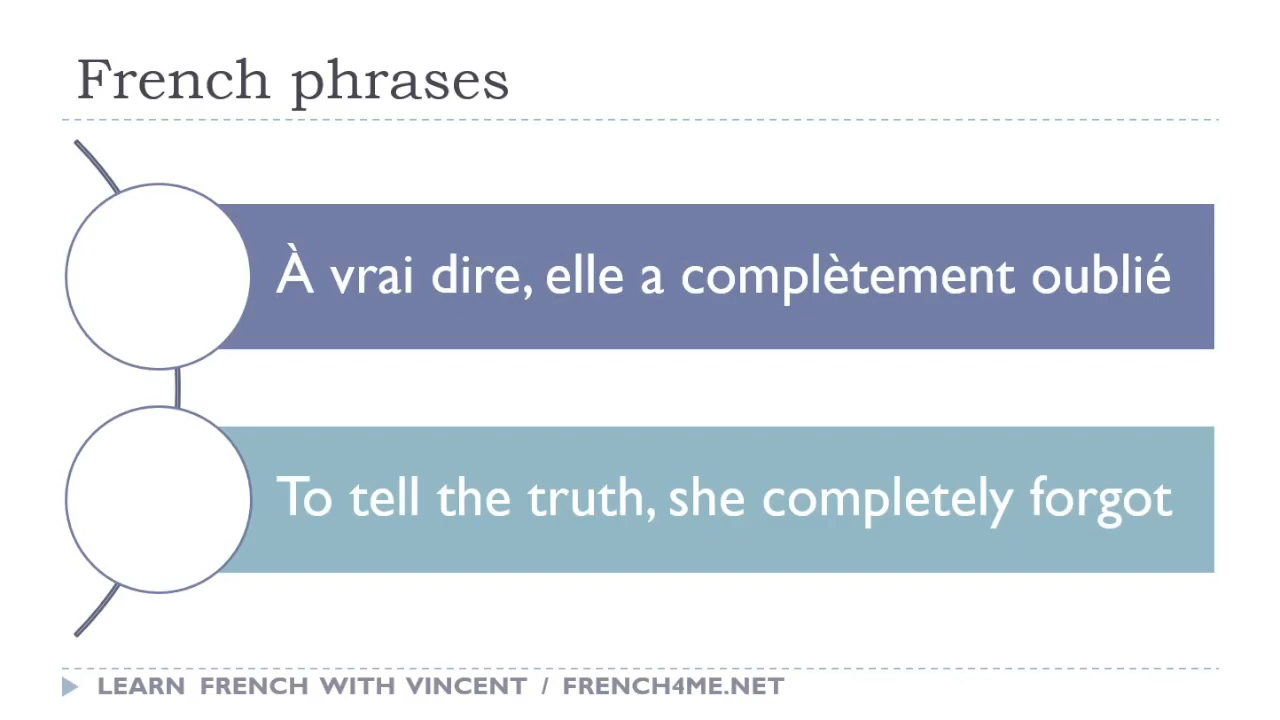 French phrases
À vrai dire, elle a complètement oublié
To tell the truth, she completely forgot
LEARN FRENCH WITH VINCENT / FRENCH4ME.NET